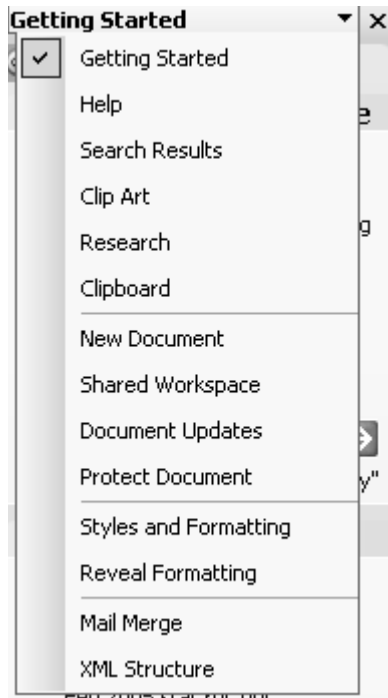 Getting Started
Getting Started
Help
e
Search Results
Clip Art
g
Research
Clipboard
New Document
Shared Workspace
Document Updates
Protect Document
y"
Styles and Formatting
Reveal Formatting
Mail Merge
XML Structure